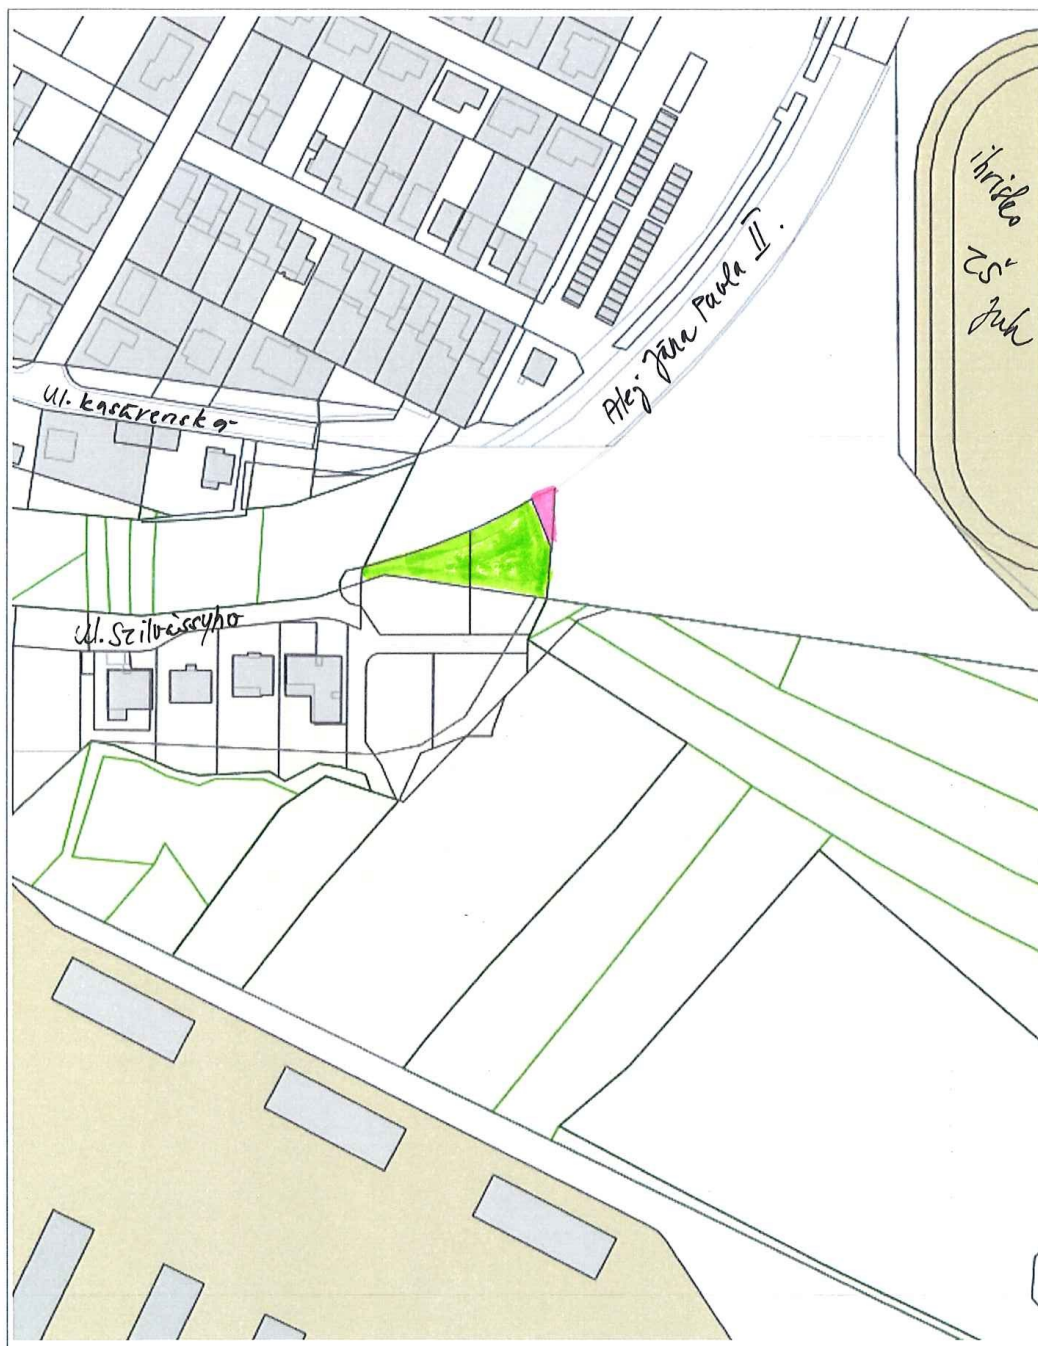 ihrisko
ZŠ
Juh
Alej Jána Pavla II.
Ul. kasárenská
Ul. Szilvássyho